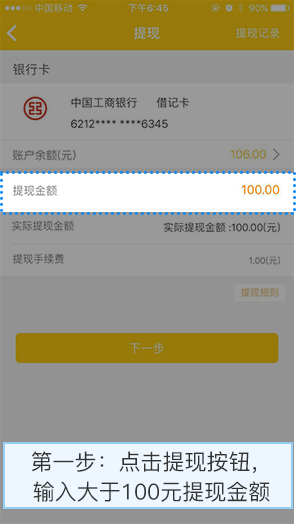 中国移动 下午6:45 90%
提现 提现记录
银行卡
中国工商银行 借记卡
6212**** ****6345
账户余额(元) 106.00
提现金额 100.00
实际提现金额 实际提现金额 :100.00(元)
提现手续费 1.00(元)
提现规则
下一步
第一步：点击提现按钮，
输入大于100元提现金额